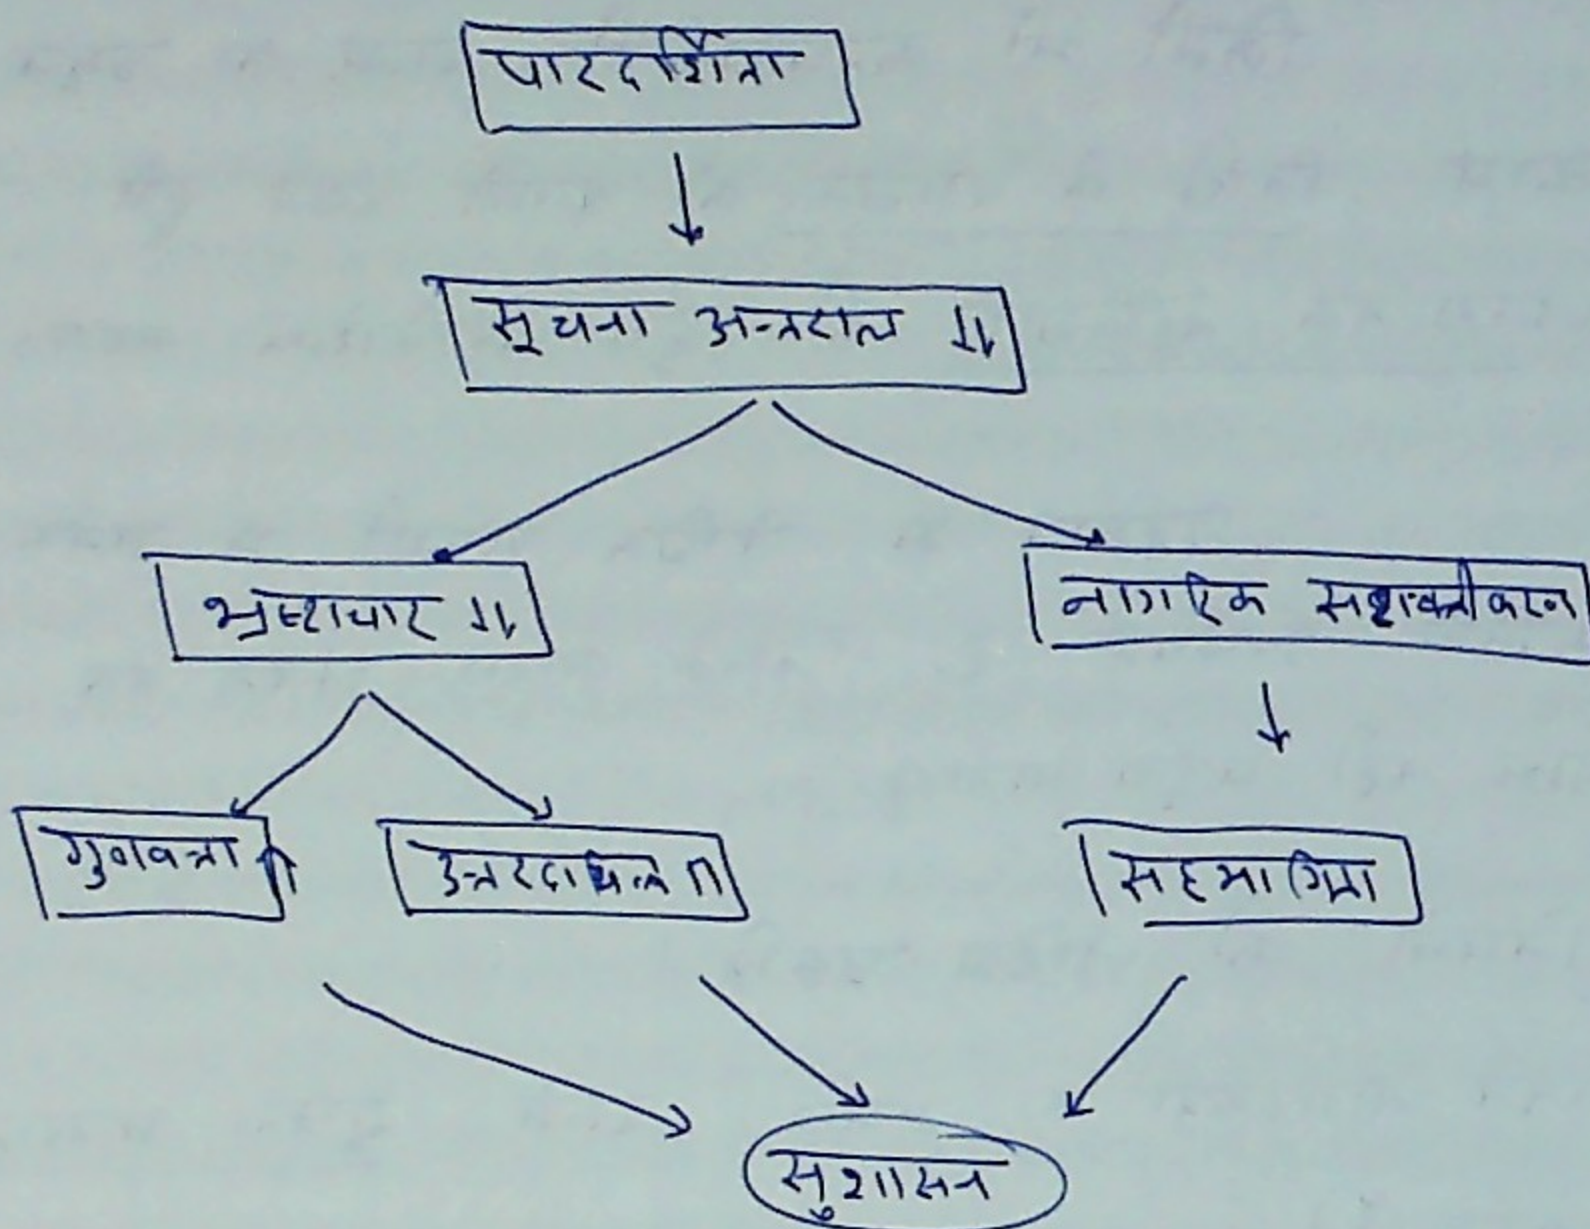 पारदर्शिता
सूचना अन्तराल ↓↓
भ्रष्टाचार ↓↓
नागरिक सशक्तीकरण
गुणवत्ता ↑
उत्तरदायित्व ↑
सहभागिता
सुशासन